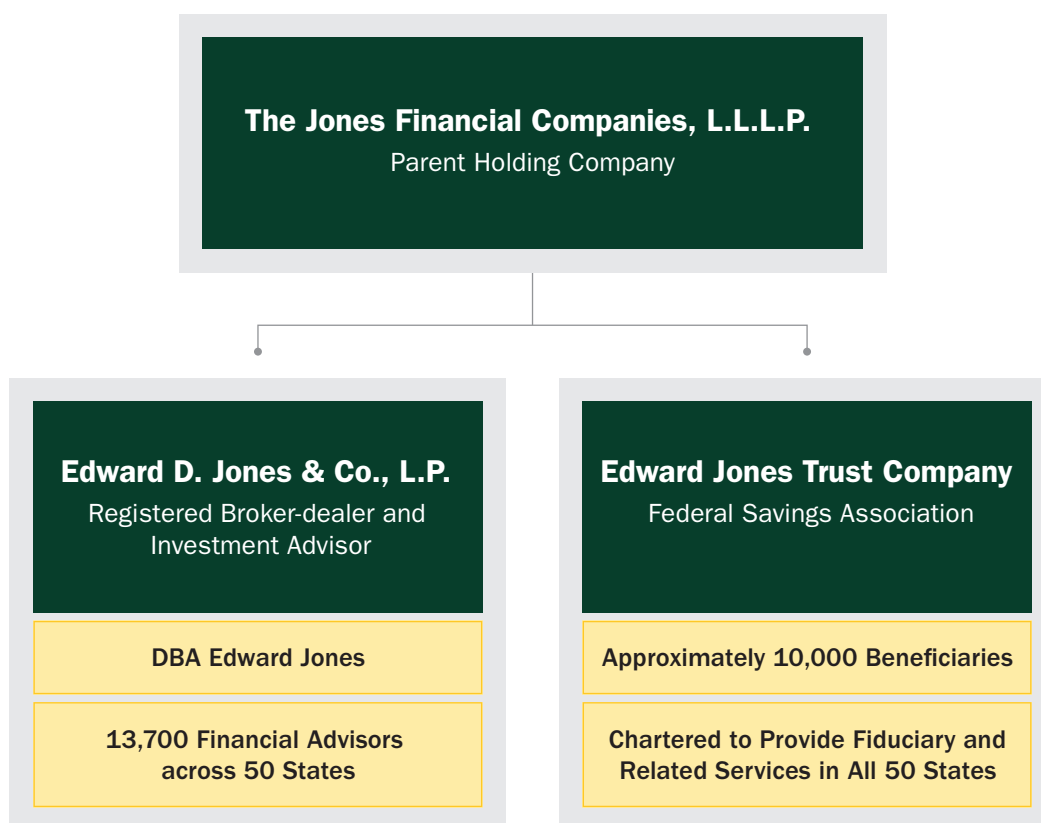 The Jones Financial Companies, L.L.L.P.
Parent Holding Company
Edward D. Jones & Co., L.P.
Registered Broker-dealer and
Investment Advisor
DBA Edward Jones
13,700 Financial Advisors
across 50 States
Edward Jones Trust Company
Federal Savings Association
Approximately 10,000 Beneficiaries
Chartered to Provide Fiduciary and
Related Services in All 50 States